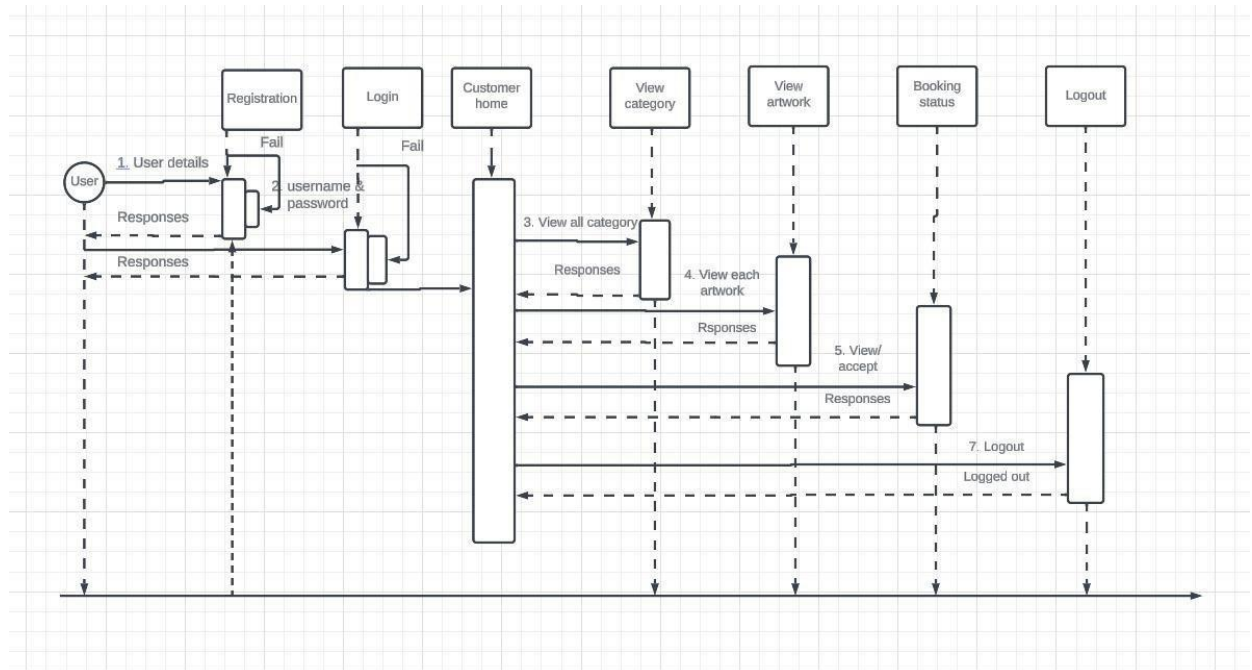 Registration
Login
Customer
home
View
category
View
artwork
Booking
status
Logout
Fail
Fail
User
1. User details
2. username &
password
Responses
Responses
3. View all category
Responses
4. View each
artwork
Rsponses
5. View/
accept
Responses
7. Logout
Logged out